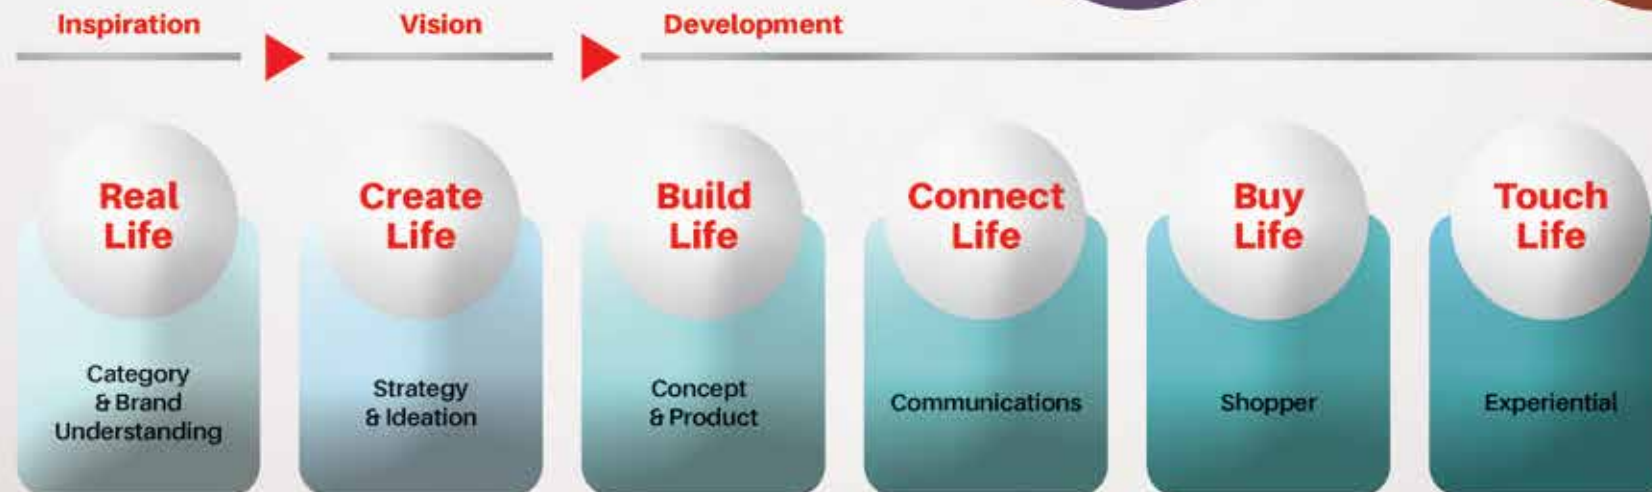 Inspiration
Vision
Development
Real
Life
Category
& Brand
Understanding
Create
Life
Strategy
& Ideation
Build
Life
Concept
& Product
Connect
Life
Communications
Buy
Life
Shopper
Touch
Life
Experiential